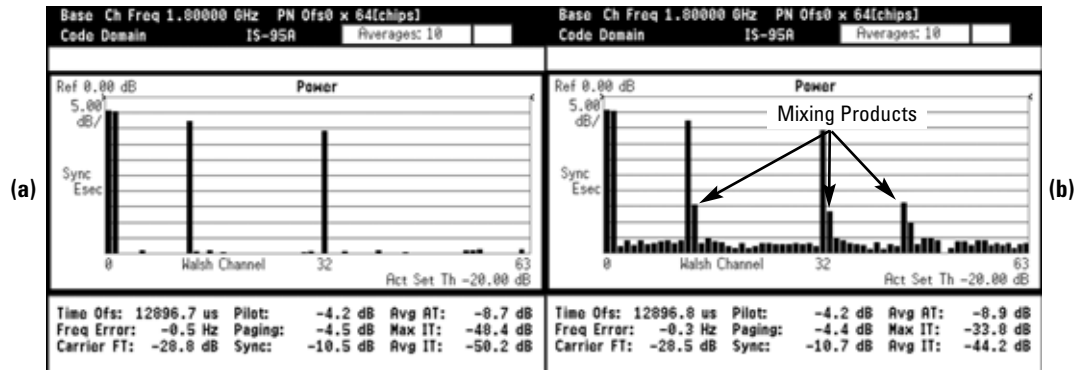 (a)
Base Ch Freq 1.80000 GHz PN Ofs0 x 64[chips]
Code Domain IS-95A Averages: 10
Ref 0.00 dB Power
5.00
dB/
Sync
Esec
0 Walsh Channel 32 63
Act Set Th -20.00 dB
Time Ofs: 12896.7 us Pilot: -4.2 dB Avg AT: -8.7 dB
Freq Error: -0.5 Hz Paging: -4.5 dB Max IT: -48.4 dB
Carrier FT: -28.8 dB Sync: -10.5 dB Avg IT: -50.2 dB
Base Ch Freq 1.80000 GHz PN Ofs0 x 64[chips]
Code Domain IS-95A Averages: 10
Ref 0.00 dB Power
5.00
dB/
Mixing Products
Sync
Esec
0 Walsh Channel 32 63
Act Set Th -20.00 dB
Time Ofs: 12896.8 us Pilot: -4.2 dB Avg AT: -8.9 dB
Freq Error: -0.3 Hz Paging: -4.4 dB Max IT: -33.8 dB
Carrier FT: -28.5 dB Sync: -10.7 dB Avg IT: -44.2 dB
(b)